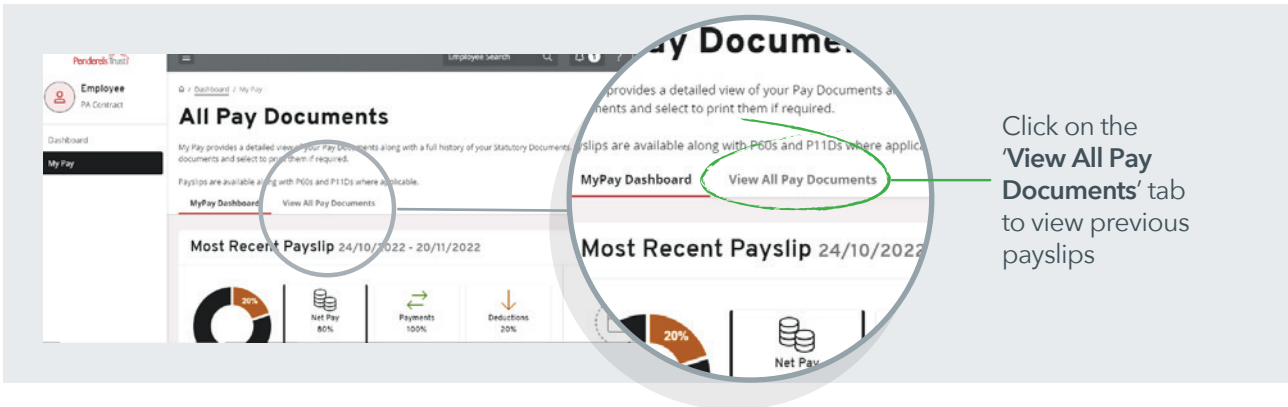 Penderels Trust
Employee Search
1
?
Employee
PA Contract
Dashboard
My Pay
/ Dashboard / My Pay
All Pay Documents
My Pay provides a detailed view of your Pay Documents along with a full history of your Statutory Documents.
documents and select to print them if required.
Payslips are available along with P60s and P11Ds where applicable.
MyPay Dashboard View All Pay Documents
Most Recent Payslip 24/10/2022 - 20/11/2022
20%
Net Pay
80%
Payments
100%
Deductions
20%
ay Docume
provides a detailed view of your Pay Documents a
ments and select to print them if required.
yslips are available along with P60s and P11Ds where applica
MyPay Dashboard View All Pay Documents
Most Recent Payslip 24/10/2022
20%
Net Pay
Click on the
'View All Pay
Documents' tab
to view previous
payslips